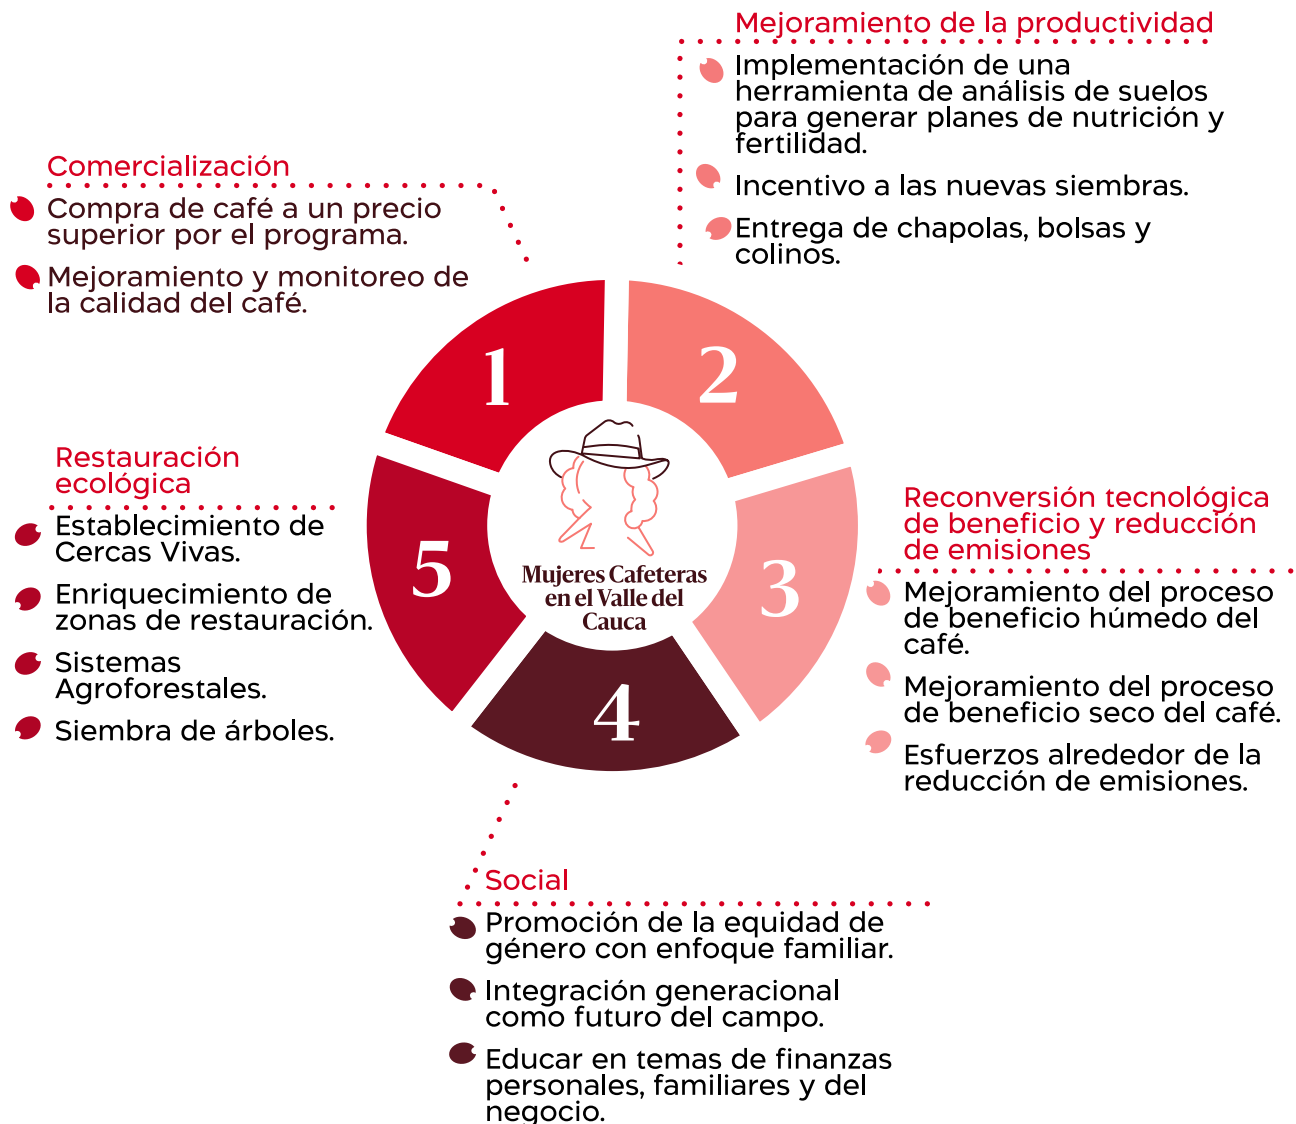 Mejoramiento de la productividad
Implementación de una
herramienta de análisis de suelos
para generar planes de nutrición y
fertilidad.
Incentivo a las nuevas siembras.
Entrega de chapolas, bolsas y
colinos.
Comercialización
Compra de café a un precio
superior por el programa.
Mejoramiento y monitoreo de
la calidad del café.
1
2
3
4
5
Mujeres Cafeteras
en el Valle del
Cauca
Restauración
ecológica
Establecimiento de
Cercas Vivas.
Enriquecimiento de
zonas de restauración.
Sistemas
Agroforestales.
Siembra de árboles.
Reconversión tecnológica
de beneficio y reducción
de emisiones
Mejoramiento del proceso
de beneficio húmedo del
café.
Mejoramiento del proceso
de beneficio seco del café.
Esfuerzos alrededor de la
reducción de emisiones.
Social
Promoción de la equidad de
género con enfoque familiar.
Integración generacional
como futuro del campo.
Educar en temas de finanzas
personales, familiares y del
negocio.